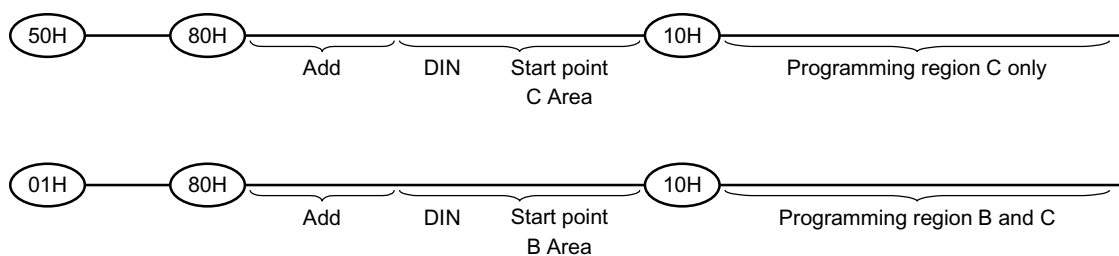 50H 80H 10H
Add DIN Start point Programming region C only
C Area
01H 80H 10H
Add DIN Start point Programming region B and C
B Area